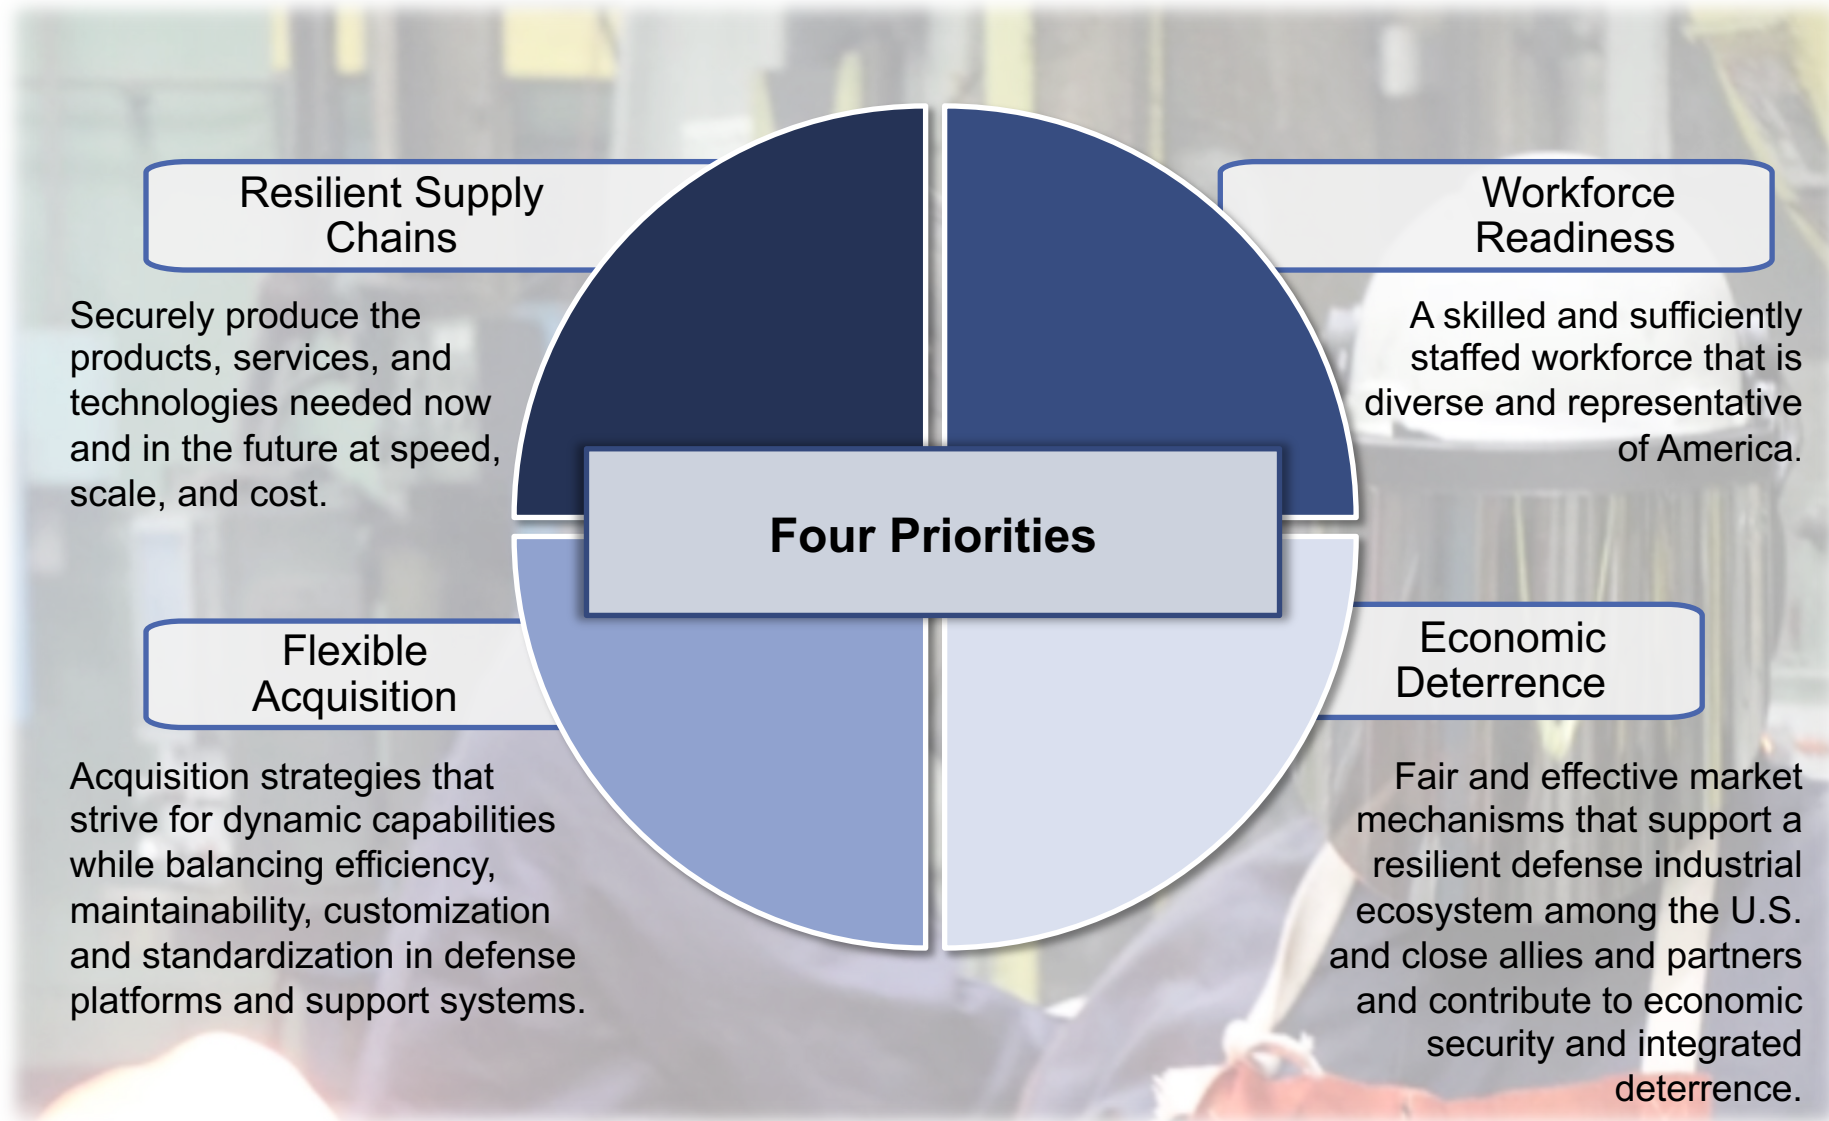 Resilient Supply
Chains
Securely produce the
products, services, and
technologies needed now
and in the future at speed,
scale, and cost.
Workforce
Readiness
A skilled and sufficiently
staffed workforce that is
diverse and representative
of America.
Four Priorities
Flexible
Acquisition
Acquisition strategies that
strive for dynamic capabilities
while balancing efficiency,
maintainability, customization
and standardization in defense
platforms and support systems.
Economic
Deterrence
Fair and effective market
mechanisms that support a
resilient defense industrial
ecosystem among the U.S.
and close allies and partners
and contribute to economic
security and integrated
deterrence.